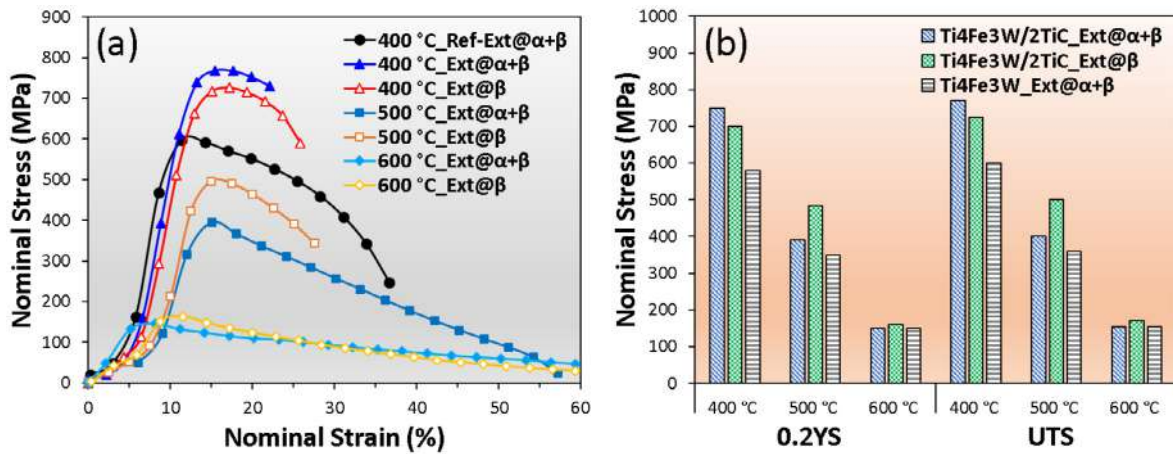 (a)
Nominal Stress (MPa)
900
800
700
600
500
400
300
200
100
0
0
10
20
30
40
50
60
Nominal Strain (%)
400 °C_Ref-Ext@α+β
400 °C_Ext@α+β
400 °C_Ext@β
500 °C_Ext@α+β
500 °C_Ext@β
600 °C_Ext@α+β
600 °C_Ext@β
(b)
Nominal Stress (MPa)
1000
900
800
700
600
500
400
300
200
100
0
Ti4Fe3W/2TiC_Ext@α+β
Ti4Fe3W/2TiC_Ext@β
Ti4Fe3W_Ext@α+β
400 °C 500 °C 600 °C 400 °C 500 °C 600 °C
0.2YS UTS